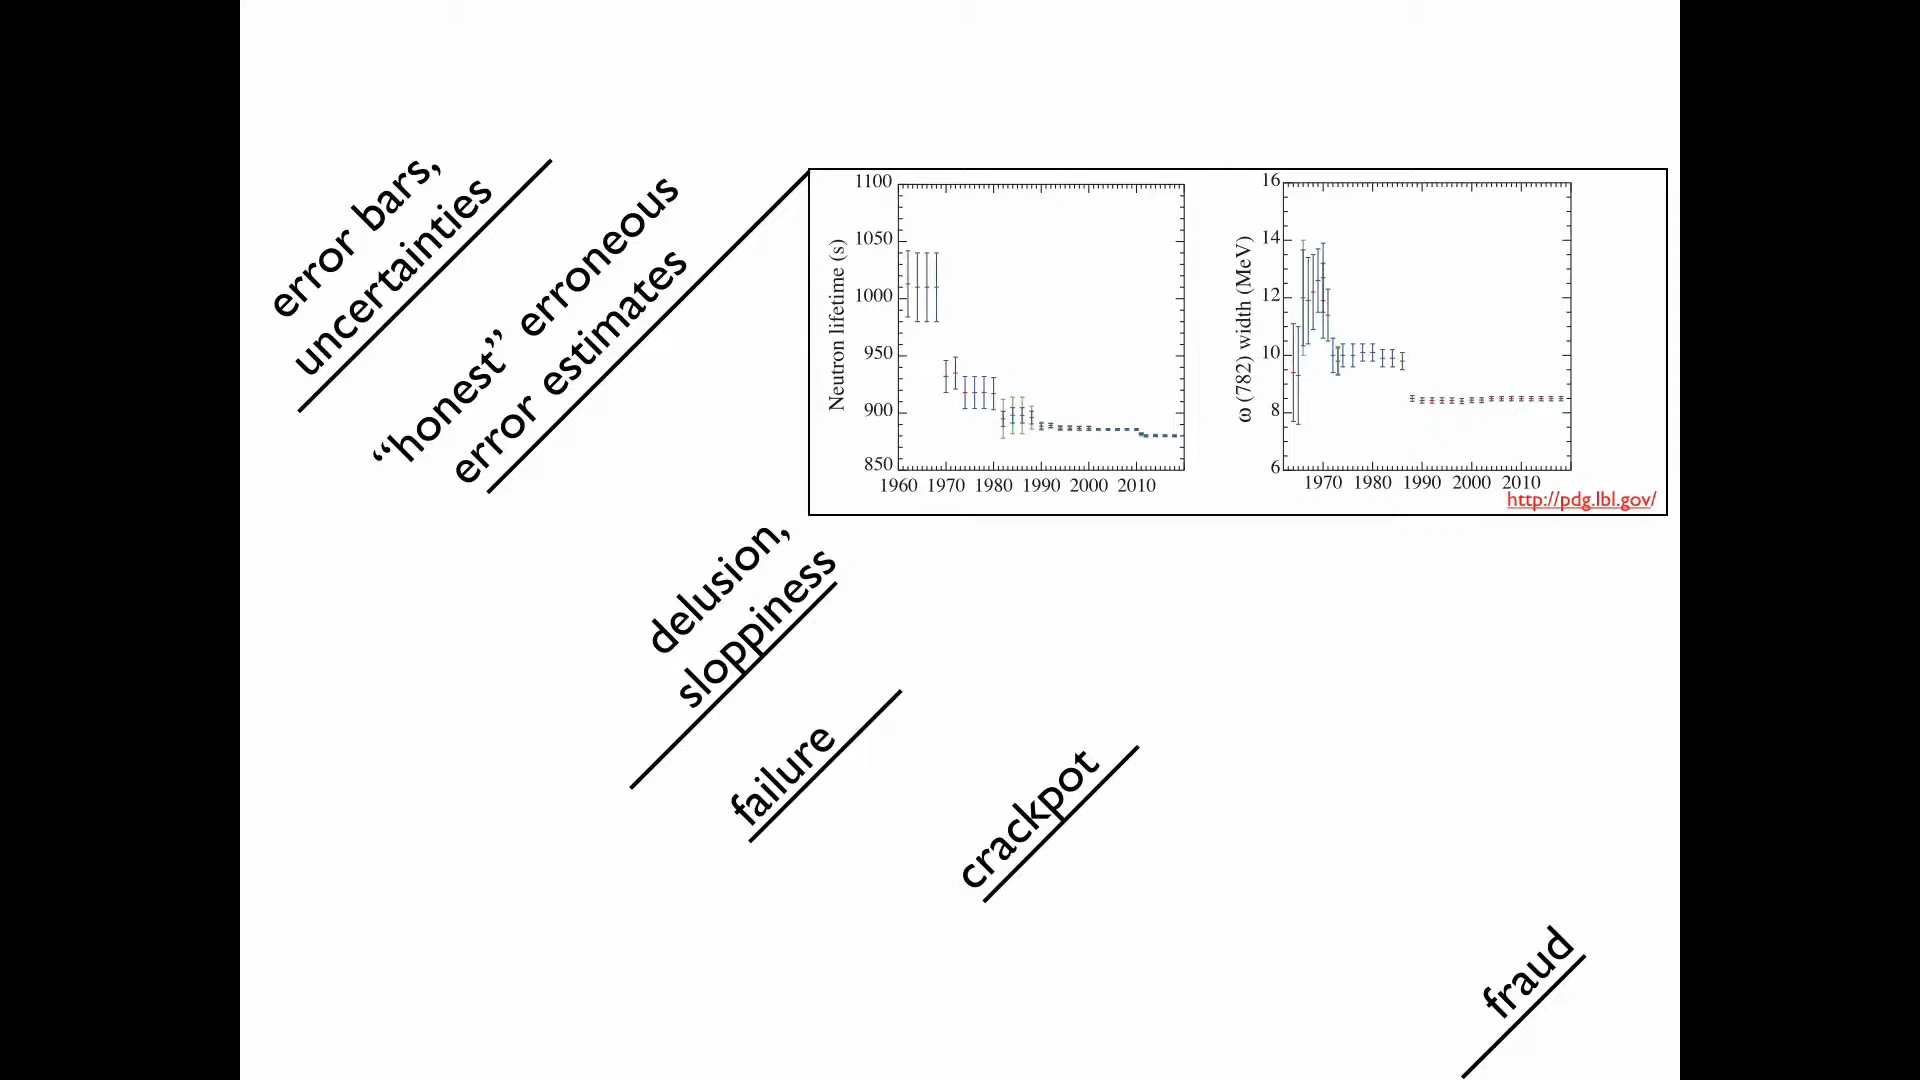 error bars,
uncertainties
“honest” erroneous
error estimates
1100
1050
1000
950
900
850
Neutron lifetime (s)
1960 1970 1980 1990 2000 2010
16
14
12
10
8
6
ω (782) width (MeV)
1970 1980 1990 2000 2010
http://pdg.lbl.gov/
delusion,
sloppiness
failure
crackpot
fraud